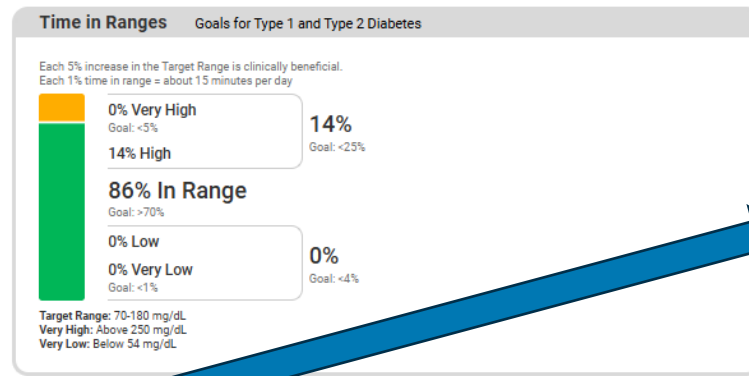 Time in Ranges Goals for Type 1 and Type 2 Diabetes
Each 5% increase in the Target Range is clinically beneficial.
Each 1% time in range = about 15 minutes per day
0% Very High
Goal: <5%
14% High
14%
Goal: <25%
86% In Range
Goal: >70%
0% Low
0% Very Low
Goal: <1%
0%
Goal: <4%
Target Range: 70-180 mg/dL
Very High: Above 250 mg/dL
Very Low: Below 54 mg/dL